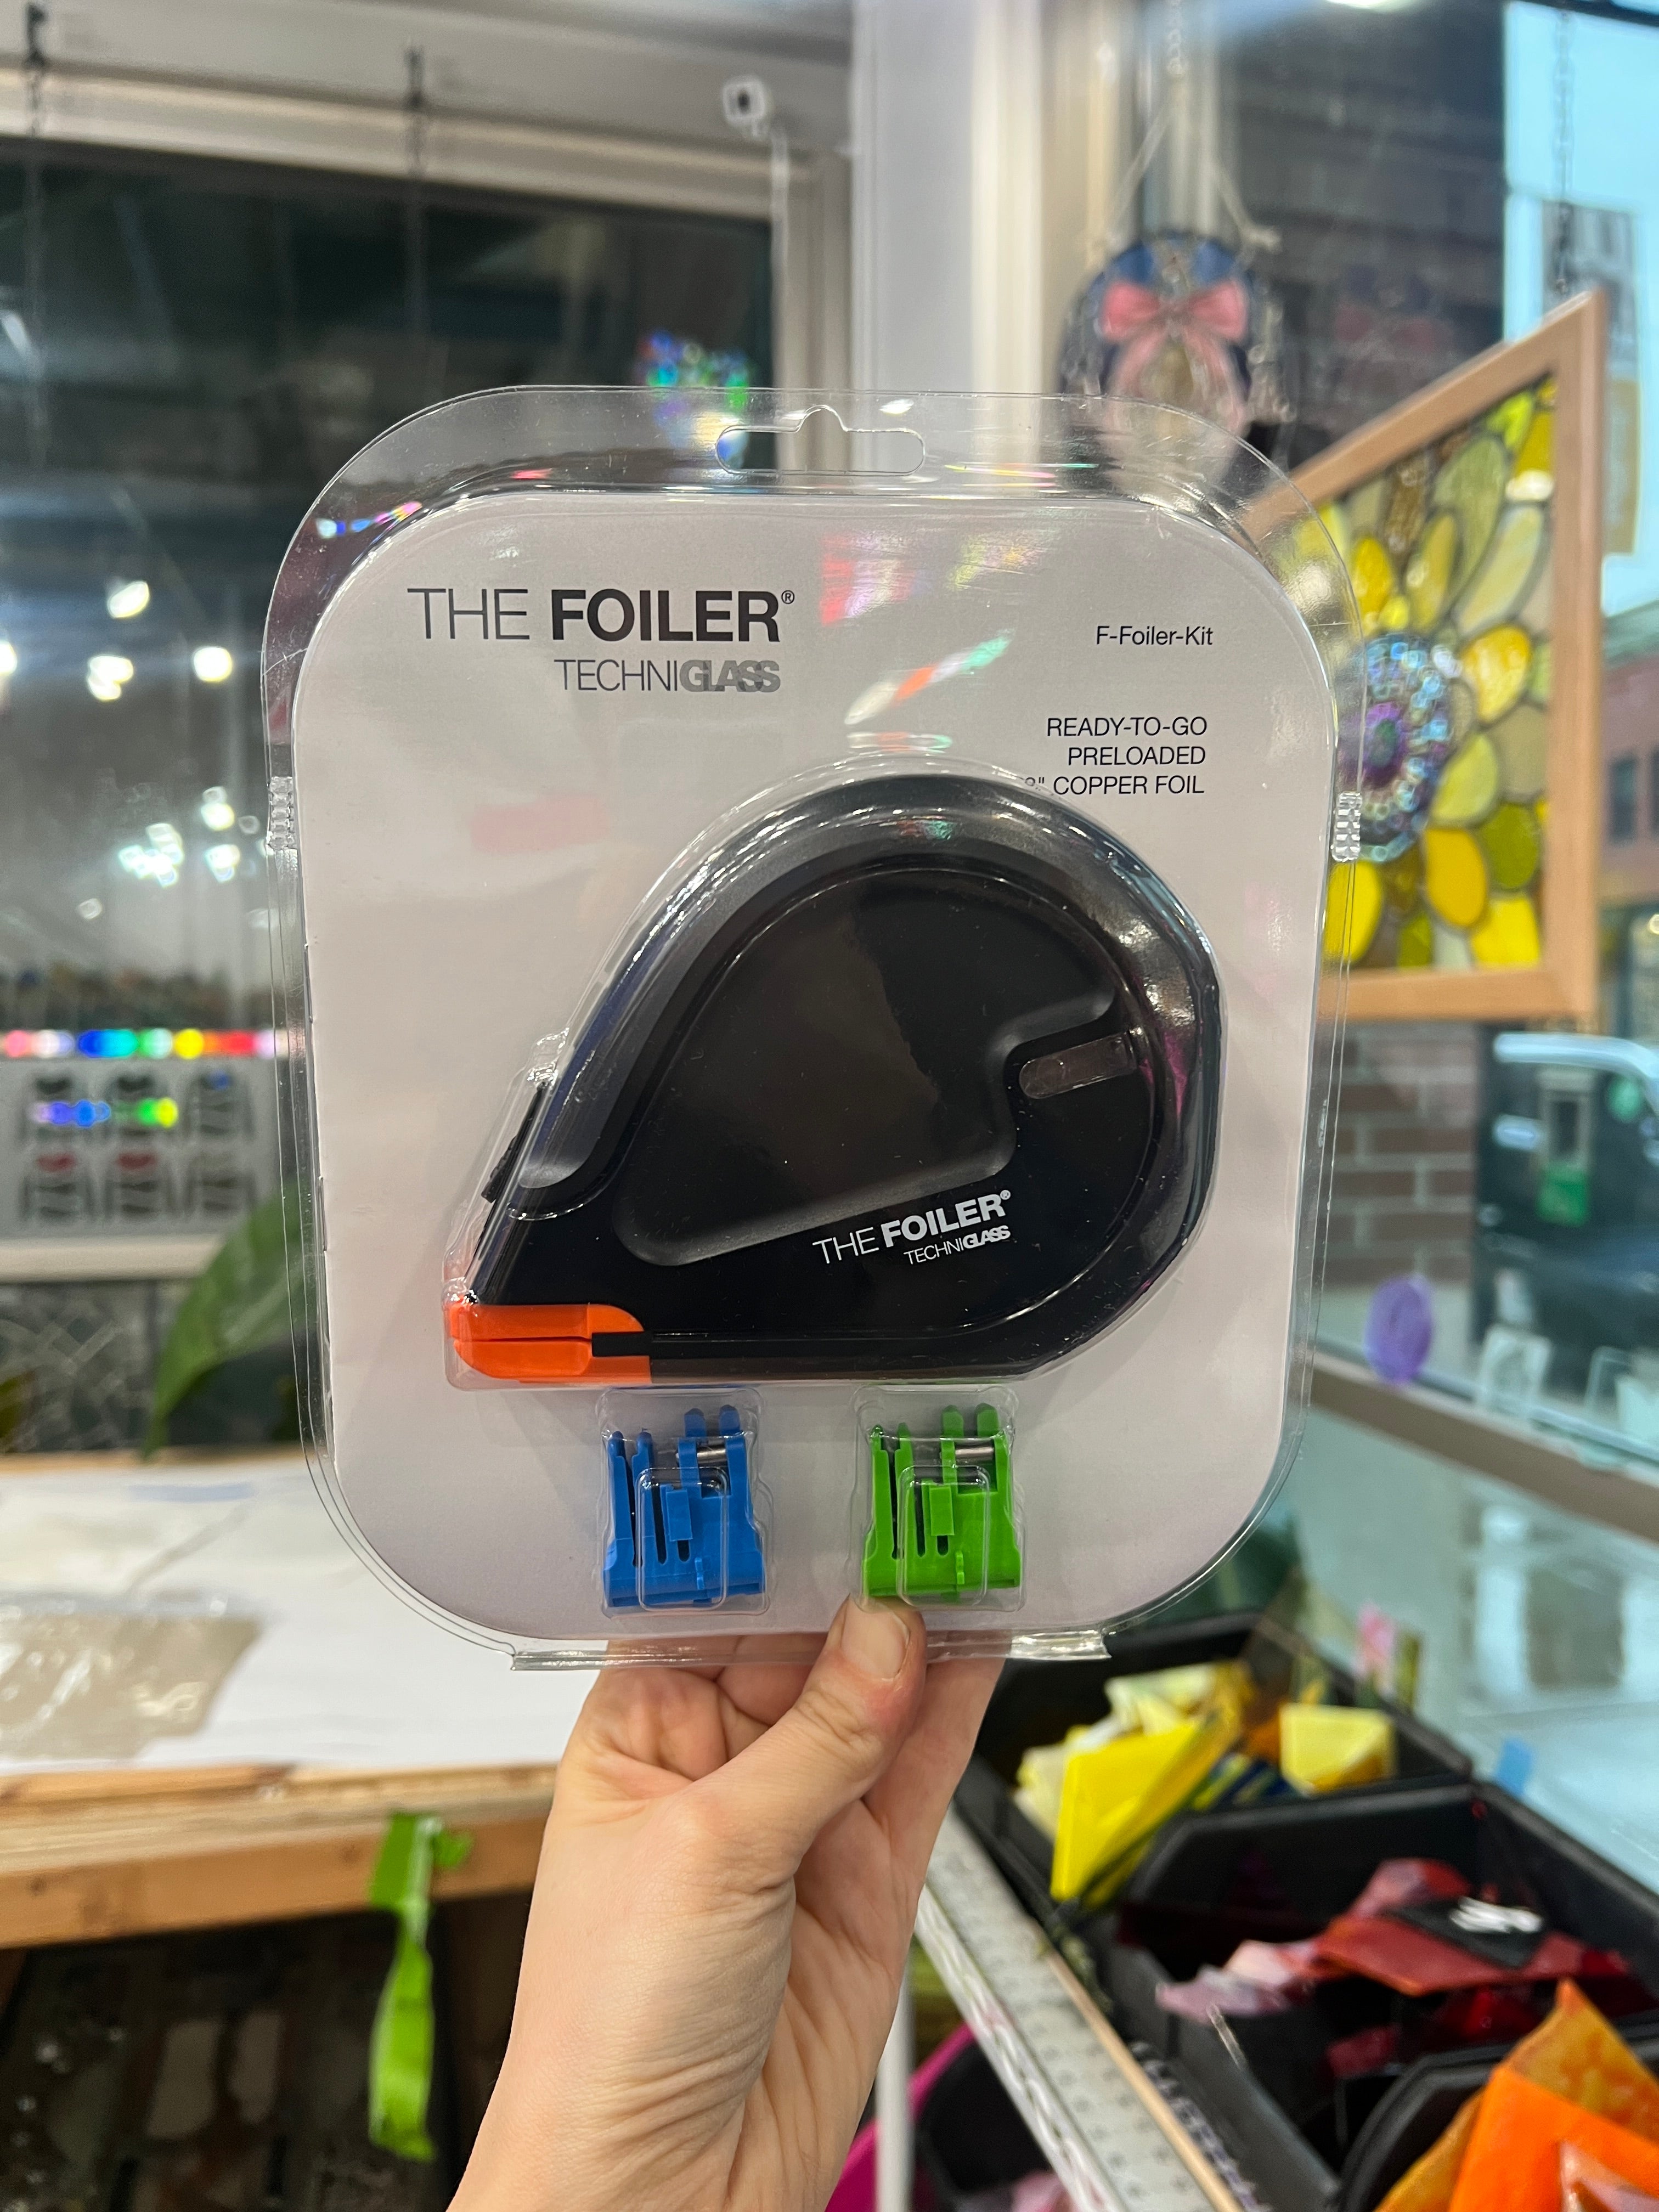 THE FOILER®
TECHNIGLASS
F-Foiler-Kit
READY-TO-GO
PRELOADED
COPPER FOIL
THE FOILER®
TECHNIGLASS